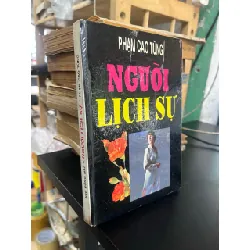 PHAN CAO TÙNG
NGƯỜI
LỊCH SỰ